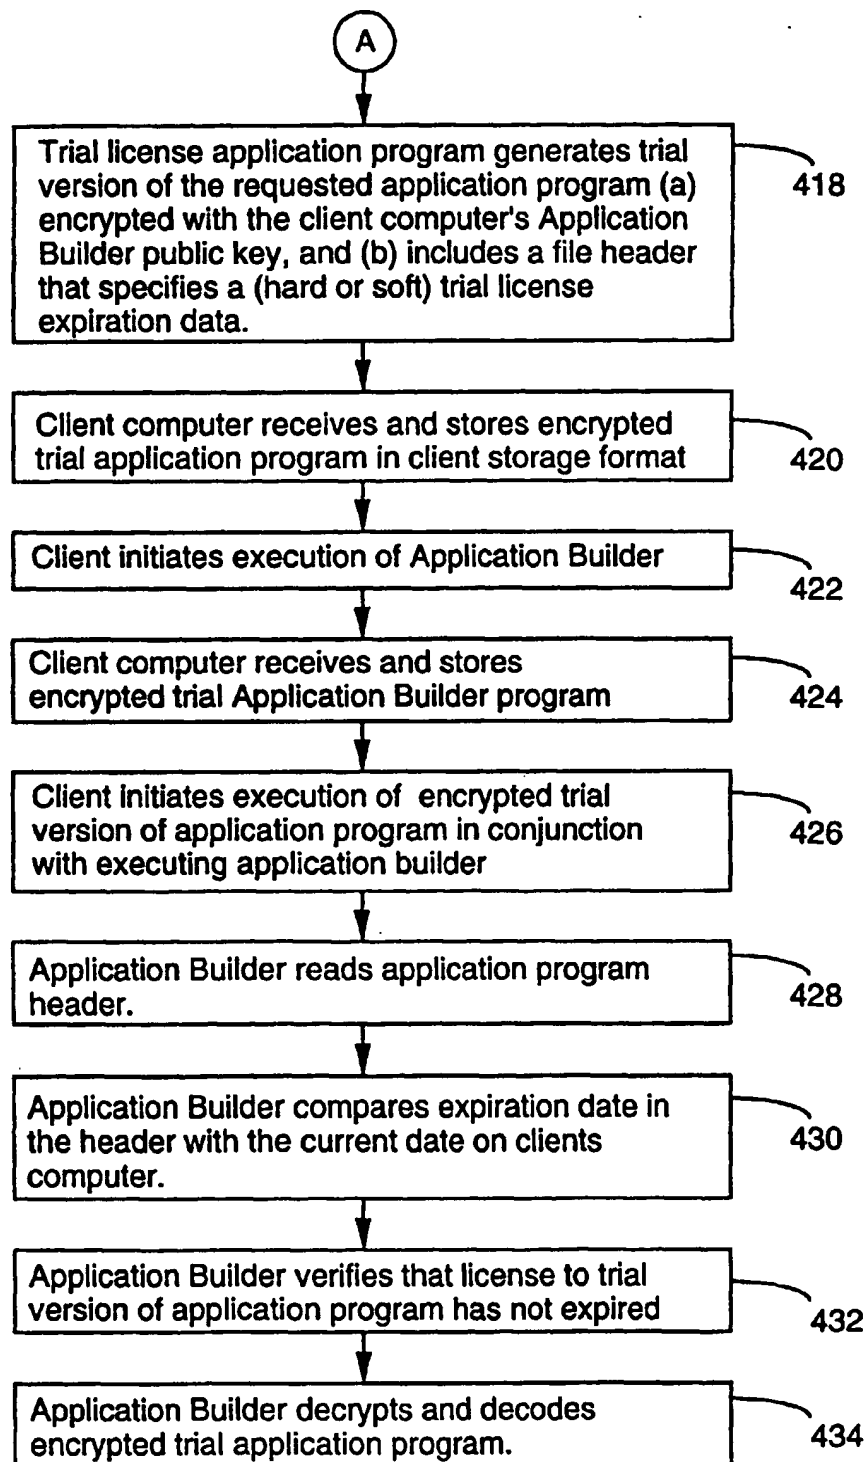 A
Trial license application program generates trial
version of the requested application program (a)
encrypted with the client computer's Application
Builder public key, and (b) includes a file header
that specifies a (hard or soft) trial license
expiration data.
418
Client computer receives and stores encrypted
trial application program in client storage format
420
Client initiates execution of Application Builder
422
Client computer receives and stores
encrypted trial Application Builder program
424
Client initiates execution of encrypted trial
version of application program in conjunction
with executing application builder
426
Application Builder reads application program
header.
428
Application Builder compares expiration date in
the header with the current date on clients
computer.
430
Application Builder verifies that license to trial
version of application program has not expired
432
Application Builder decrypts and decodes
encrypted trial application program.
434